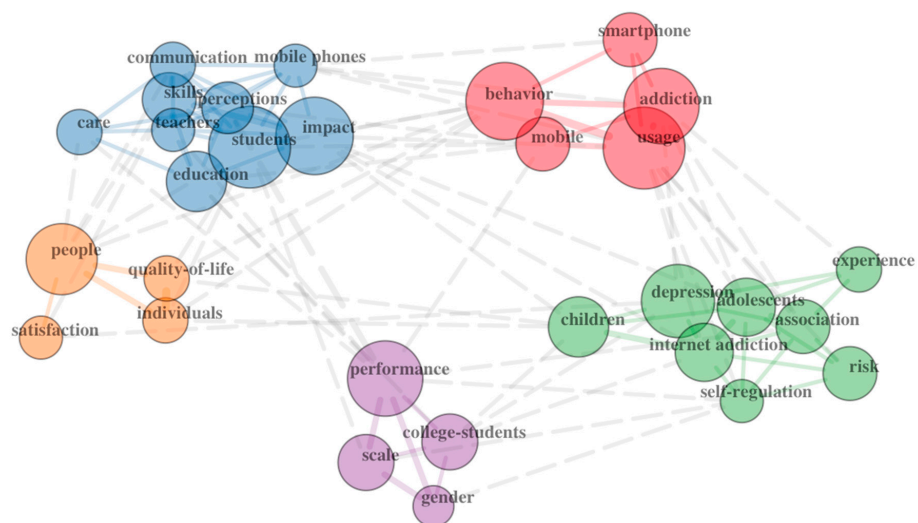 smartphone
communication
mobile phones
skills
perceptions
behavior
addiction
care
teachers
students
impact
mobile
usage
education
people
quality-of-life
experience
satisfaction
individuals
depression
adolescents
children
association
internet addiction
performance
risk
self-regulation
college-students
scale
gender